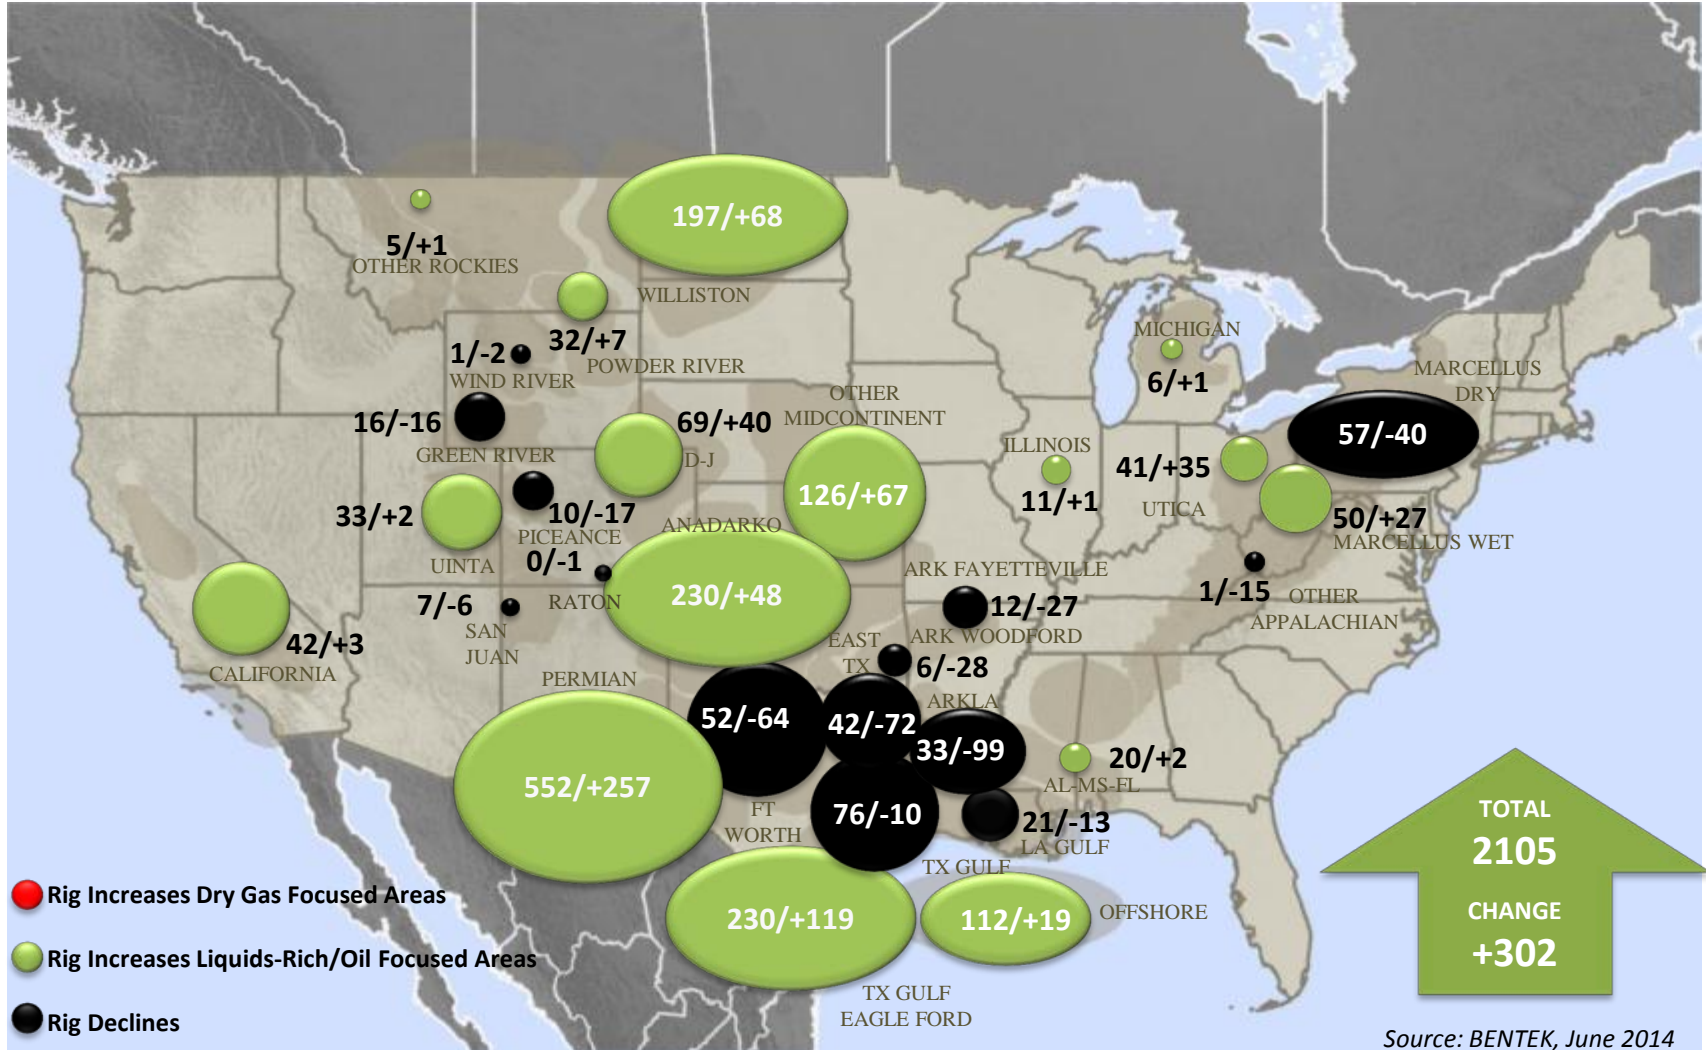 197/+68
5/+1
OTHER ROCKIES
WILLISTON
32/+7
POWDER RIVER
1/-2
WIND RIVER
MICHIGAN
6/+1
MARCELLUS
DRY
57/-40
16/-16
GREEN RIVER
69/+40
D-J
OTHER
MIDCONTINENT
126/+67
ILLINOIS
11/+1
41/+35
UTICA
50/+27
MARCELLUS WET
33/+2
UINTA
10/-17
PICEANCE
0/-1
RATON
ANADARKO
230/+48
ARK FAYETTEVILLE
12/-27
ARK WOODFORD
6/-28
1/-15
OTHER
APPALACHIAN
7/-6
SAN
JUAN
42/+3
CALIFORNIA
PERMIAN
552/+257
52/-64
FT
WORTH
EAST
TX
42/-72
ARKLA
33/-99
20/+2
AL-MS-FL
76/-10
21/-13
LA GULF
TX GULF
230/+119
TX GULF
EAGLE FORD
112/+19
OFFSHORE
TOTAL
2105
CHANGE
+302
Rig Increases Dry Gas Focused Areas
Rig Increases Liquids-Rich/Oil Focused Areas
Rig Declines
Source: BENTEK, June 2014